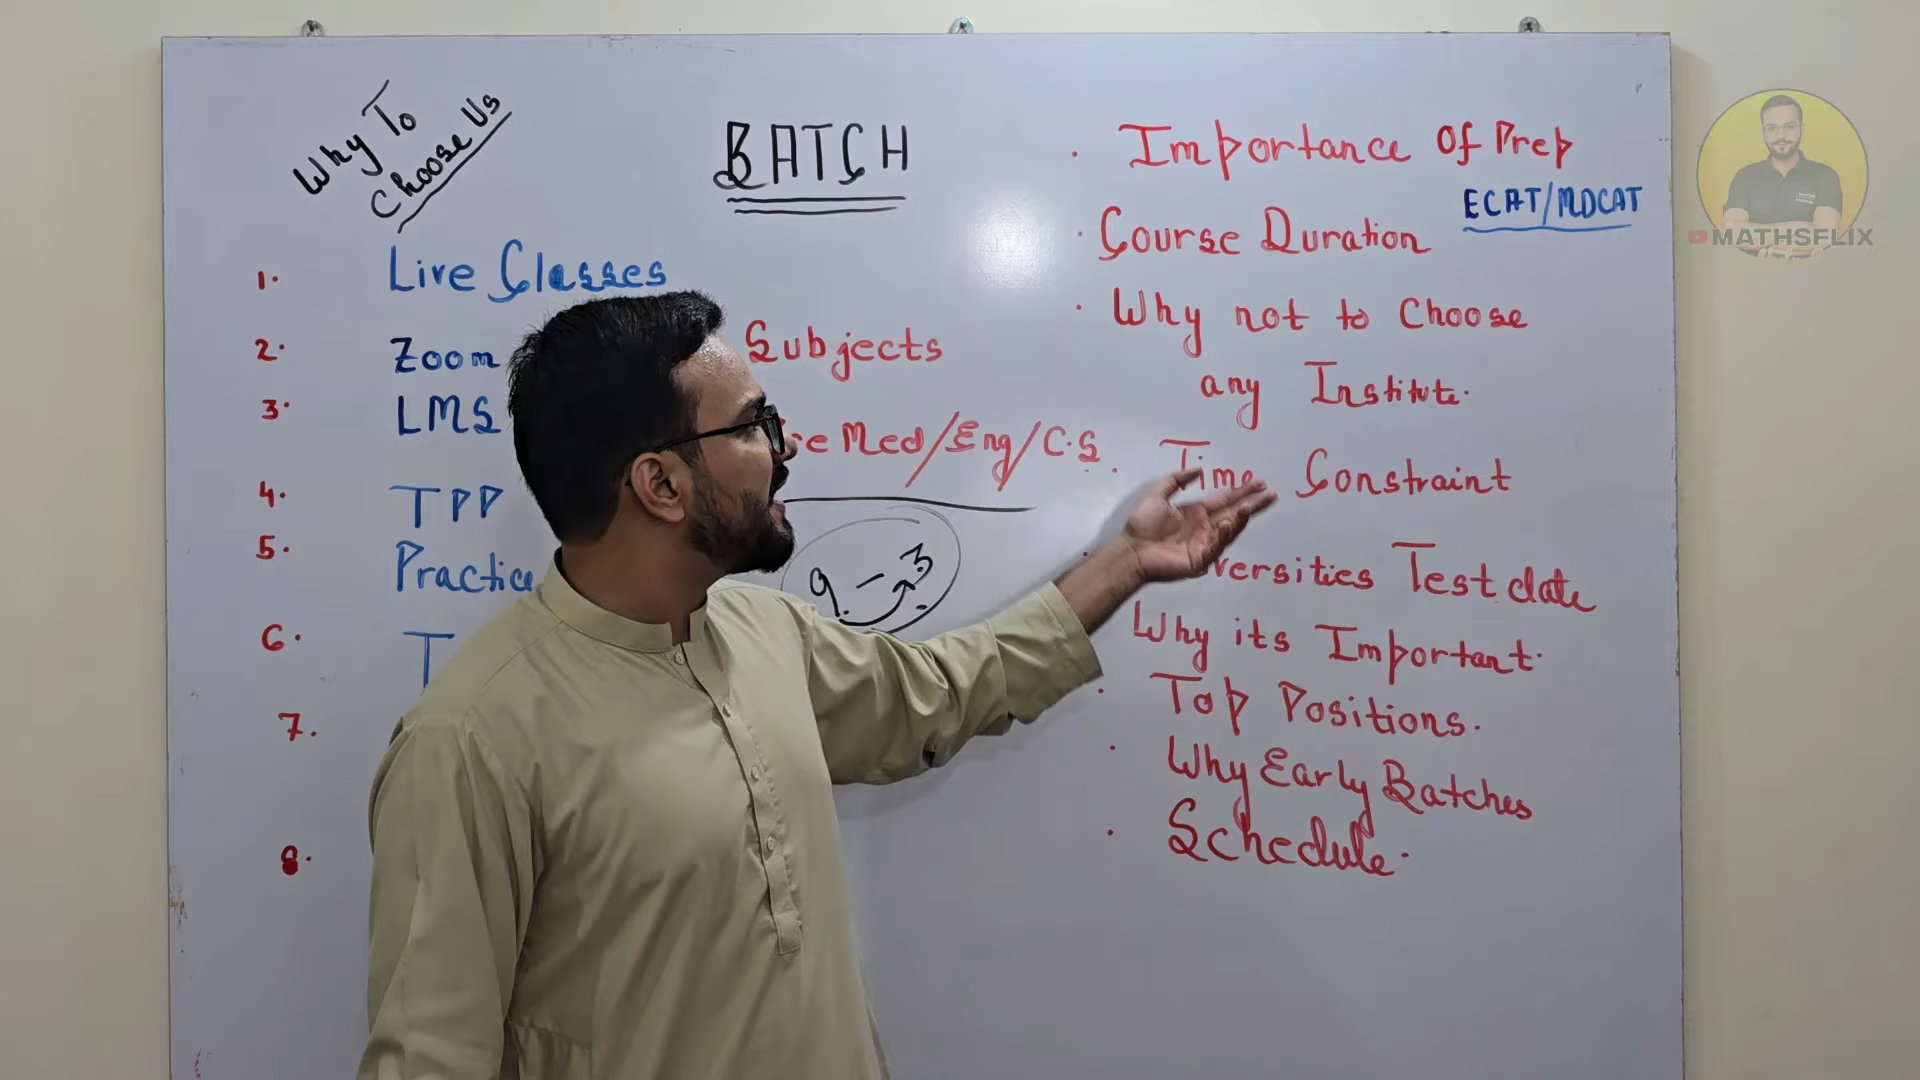 Why To
Choose Us
1. Live Classes
2. Zoom
3. LMS
4. TPP
5. Practice
6.
7.
8.
BATCH
Subjects
Med/Eng/C.S
9 - 3
. Importance Of Prep
ECAT/MDCAT
. Course Duration
. Why not to Choose
any Institute.
. Time Constraint
Test date
Why its Important.
. Top Positions.
. Why Early Batches
. Schedule.
MATHSFLIX